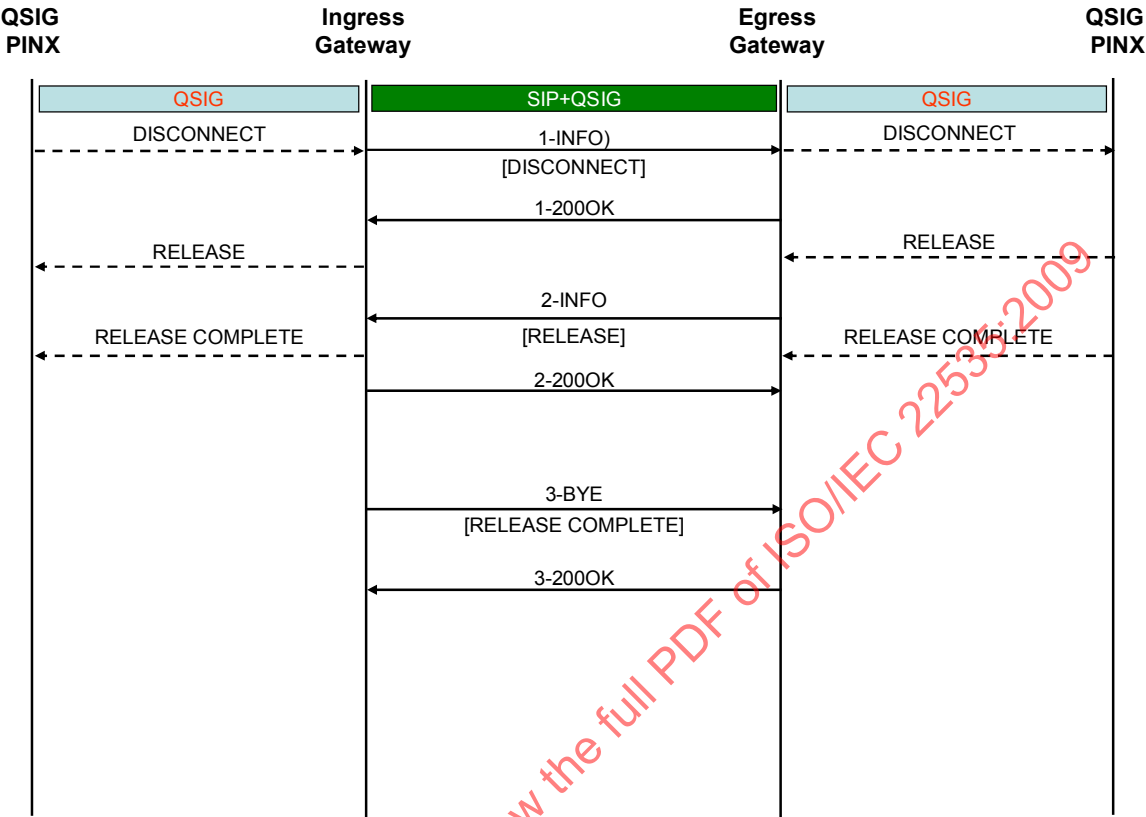 QSIG PINX
Ingress Gateway
Egress Gateway
QSIG PINX
QSIG
SIP+QSIG
QSIG
DISCONNECT
1-INFO)
DISCONNECT
[DISCONNECT]
1-200OK
RELEASE
RELEASE
2-INFO
RELEASE COMPLETE
[RELEASE]
RELEASE COMPLETE
2-200OK
3-BYE
[RELEASE COMPLETE]
3-200OK
the full PDF of ISO/IEC 22535:2009